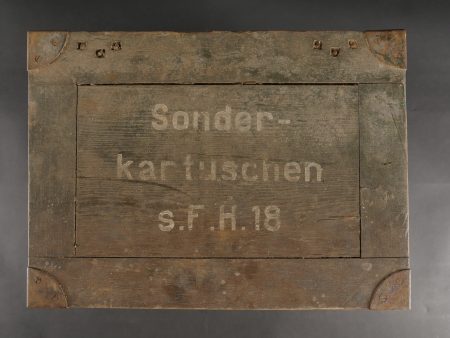 Sonder-
kartuschen
s.F.H.18